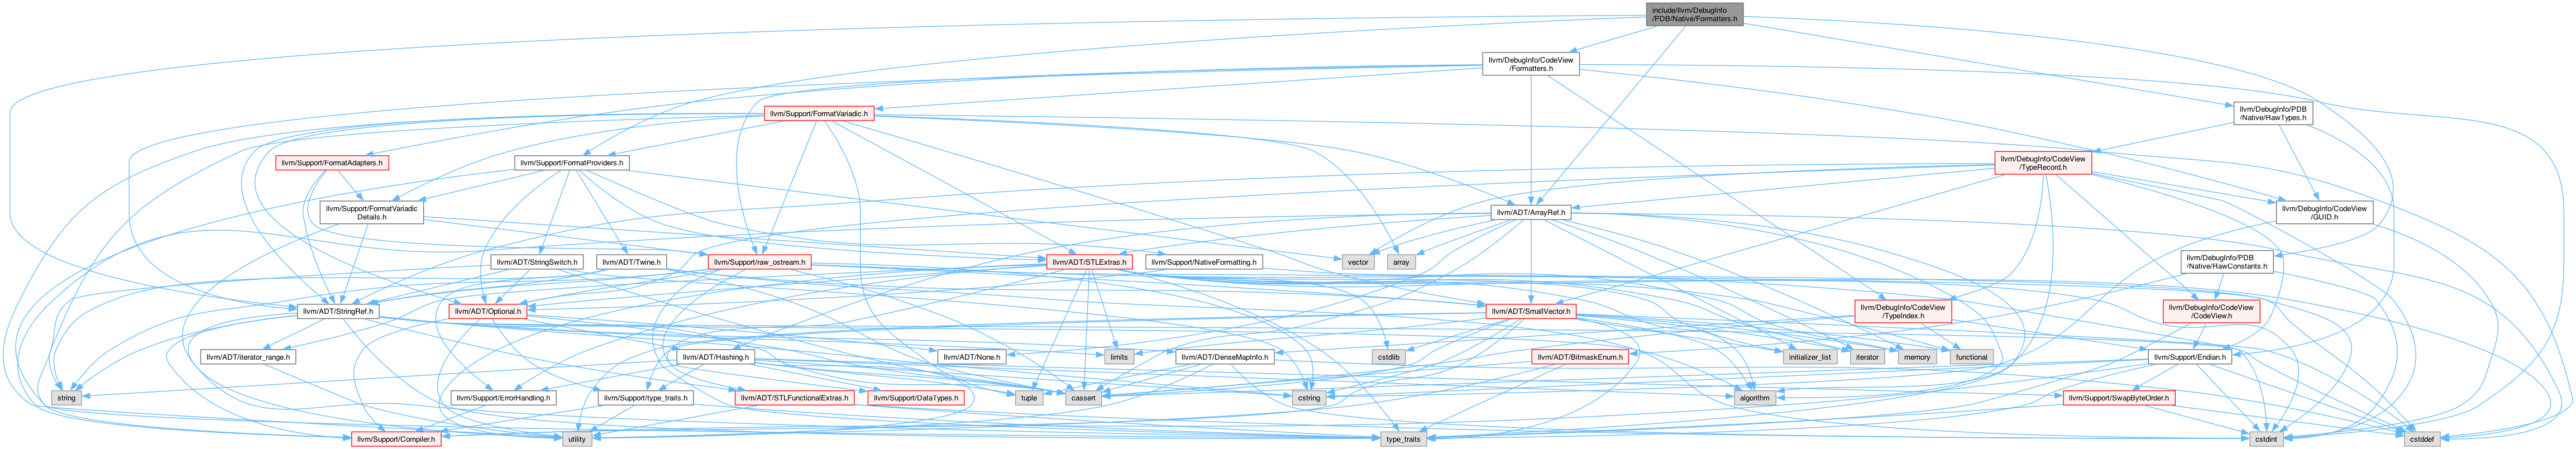 include/llvm/DebugInfo
/PDB/Native/Formatters.h
llvm/DebugInfo/CodeView
/Formatters.h
llvm/Support/FormatVariadic.h
llvm/DebugInfo/PDB
/Native/RawTypes.h
llvm/Support/FormatAdapters.h
llvm/Support/FormatProviders.h
llvm/DebugInfo/CodeView
/TypeRecord.h
llvm/Support/FormatVariadic
Details.h
llvm/ADT/ArrayRef.h
llvm/DebugInfo/CodeView
/GUID.h
llvm/ADT/StringSwitch.h
llvm/ADT/Twine.h
llvm/Support/raw_ostream.h
llvm/ADT/STLExtras.h
llvm/Support/NativeFormatting.h
vector
array
llvm/DebugInfo/PDB
/Native/RawConstants.h
llvm/ADT/StringRef.h
llvm/ADT/Optional.h
llvm/ADT/SmallVector.h
llvm/DebugInfo/CodeView
/TypeIndex.h
llvm/DebugInfo/CodeView
/CodeView.h
llvm/ADT/iterator_range.h
llvm/ADT/Hashing.h
llvm/ADT/None.h
limits
llvm/ADT/DenseMapInfo.h
cstdlib
llvm/ADT/BitmaskEnum.h
initializer_list
iterator
memory
functional
llvm/Support/Endian.h
string
llvm/Support/ErrorHandling.h
llvm/Support/type_traits.h
llvm/ADT/STLFunctionalExtras.h
llvm/Support/DataTypes.h
tuple
cassert
cstring
algorithm
llvm/Support/SwapByteOrder.h
llvm/Support/Compiler.h
utility
type_traits
cstdint
cstddef